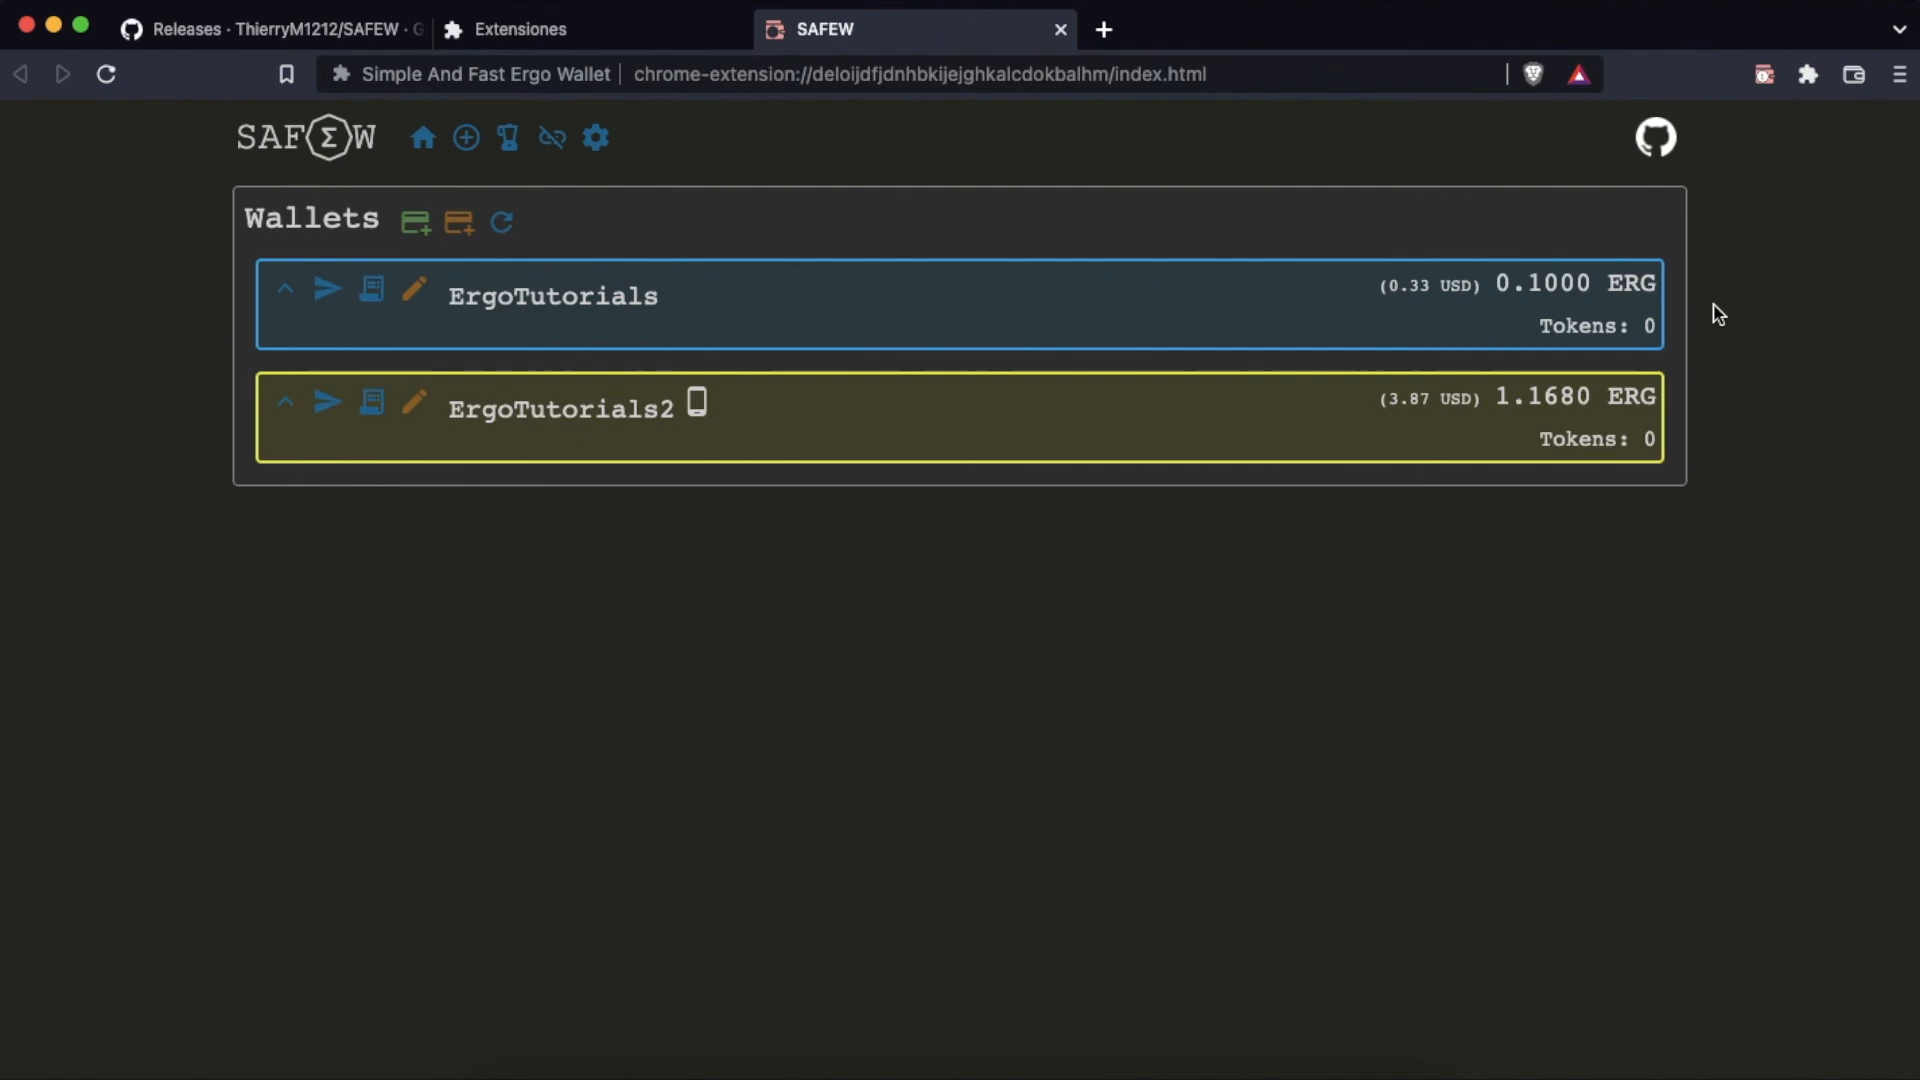 Releases · ThierryM1212/SAFEW · G
Extensiones
SAFEW
Simple And Fast Ergo Wallet
chrome-extension://deloijdfjdnhbkijejghkalcdokbalhm/index.html
SAFΣW
Wallets
ErgoTutorials
(0.33 USD) 0.1000 ERG
Tokens: 0
ErgoTutorials2
(3.87 USD) 1.1680 ERG
Tokens: 0